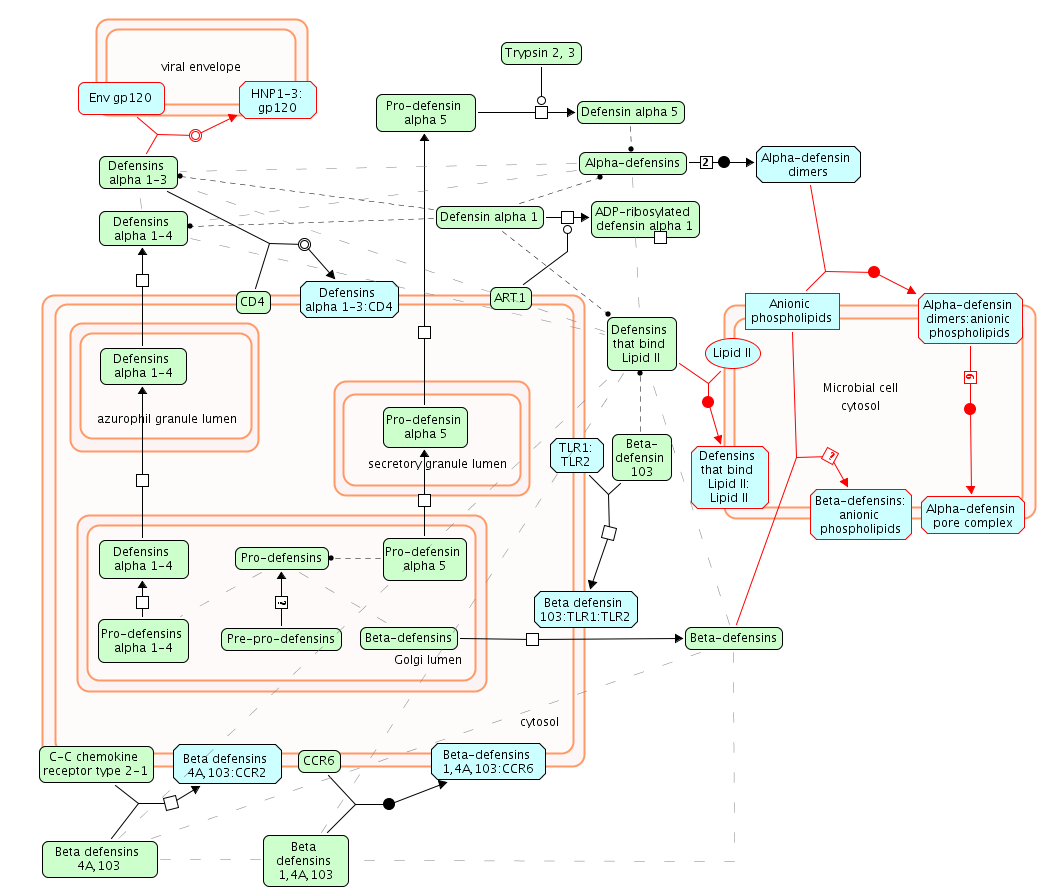 Trypsin 2, 3
viral envelope
Env gp120
HNP1-3:
gp120
Pro-defensin
alpha 5
Defensin alpha 5
Defensins
alpha 1-3
Alpha-defensins
2
Alpha-defensin
dimers
Defensins
alpha 1-4
Defensin alpha 1
ADP-ribosylated
defensin alpha 1
CD4
Defensins
alpha 1-3:CD4
ART1
Anionic
phospholipids
Alpha-defensin
dimers:anionic
phospholipids
Defensins
that bind
Lipid II
Lipid II
Defensins
alpha 1-4
6
Microbial cell
cytosol
azurophil granule lumen
Pro-defensin
alpha 5
secretory granule lumen
TLR1:
TLR2
Beta-
defensin
103
Defensins
that bind
Lipid II:
Lipid II
?
Beta-defensins:
anionic
phospholipids
Alpha-defensin
pore complex
Defensins
alpha 1-4
Pro-defensins
Pro-defensin
alpha 5
?
Beta defensin
103:TLR1:TLR2
Pro-defensins
alpha 1-4
Pre-pro-defensins
Beta-defensins
Beta-defensins
Golgi lumen
cytosol
C-C chemokine
receptor type 2-1
Beta defensins
4A,103:CCR2
CCR6
Beta-defensins
1,4A,103:CCR6
Beta defensins
4A,103
Beta
defensins
1,4A,103